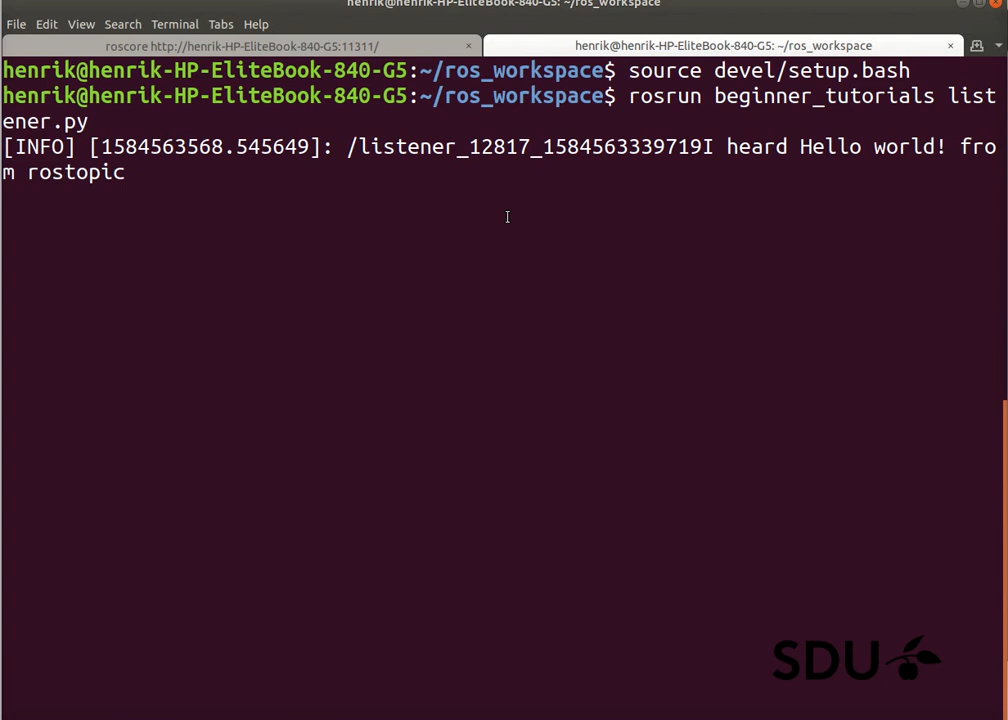 henrik@henrik-HP-EliteBook-840-G5: ~/ros_workspace
File Edit View Search Terminal Tabs Help
roscore http://henrik-HP-EliteBook-840-G5:11311/ × henrik@henrik-HP-EliteBook-840-G5: ~/ros_workspace ×
henrik@henrik-HP-EliteBook-840-G5:~/ros_workspace$ source devel/setup.bash
henrik@henrik-HP-EliteBook-840-G5:~/ros_workspace$ rosrun beginner_tutorials list
ener.py
[INFO] [1584563568.545649]: /listener_12817_1584563339719I heard Hello world! fro
m rostopic
SDU